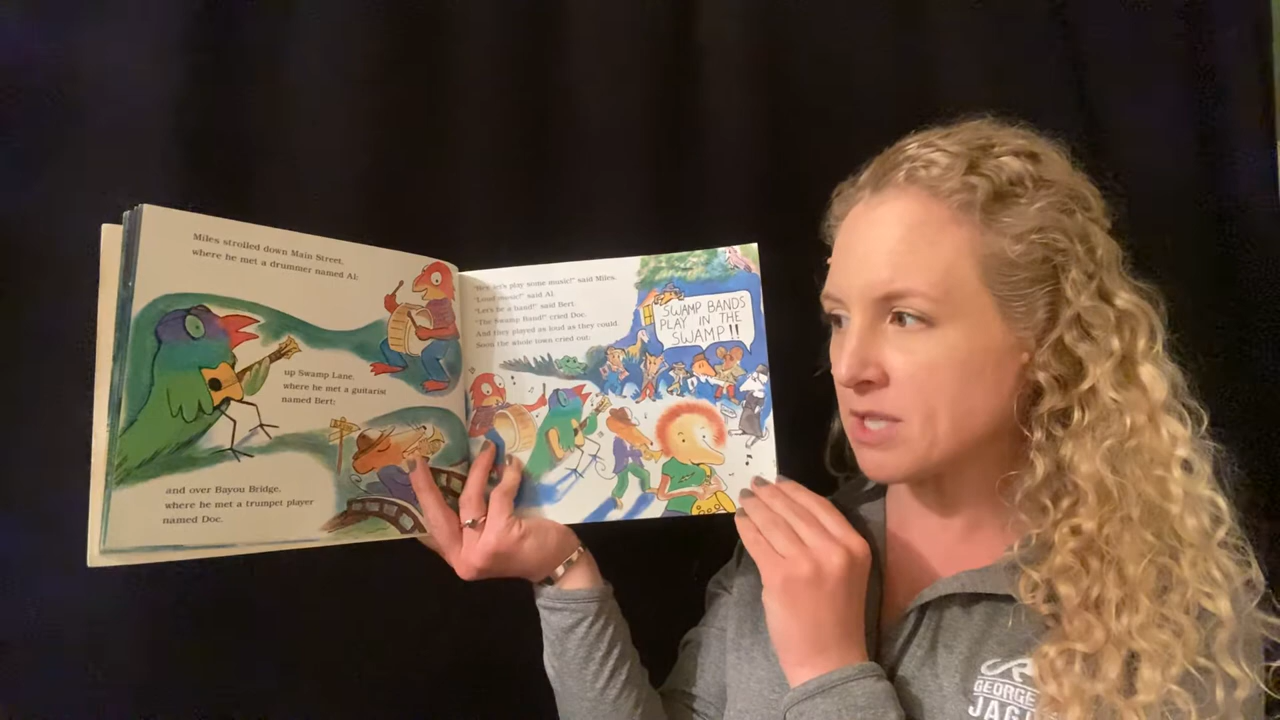 Miles strolled down Main Street,
where he met a drummer named Al;
up Swamp Lane,
where he met a guitarist
named Bert;
and over Bayou Bridge,
where he met a trumpet player
named Doc.
"Hey, let's play some music!" said Miles.
"Loud music!" said Al.
"Let's be a band!" said Bert.
"The Swamp Band!" cried Doc.
And they played as loud as they could.
Soon the whole town cried out:
SWAMP BANDS
PLAY IN THE
SWAMP!!
GEORGE
JAGU